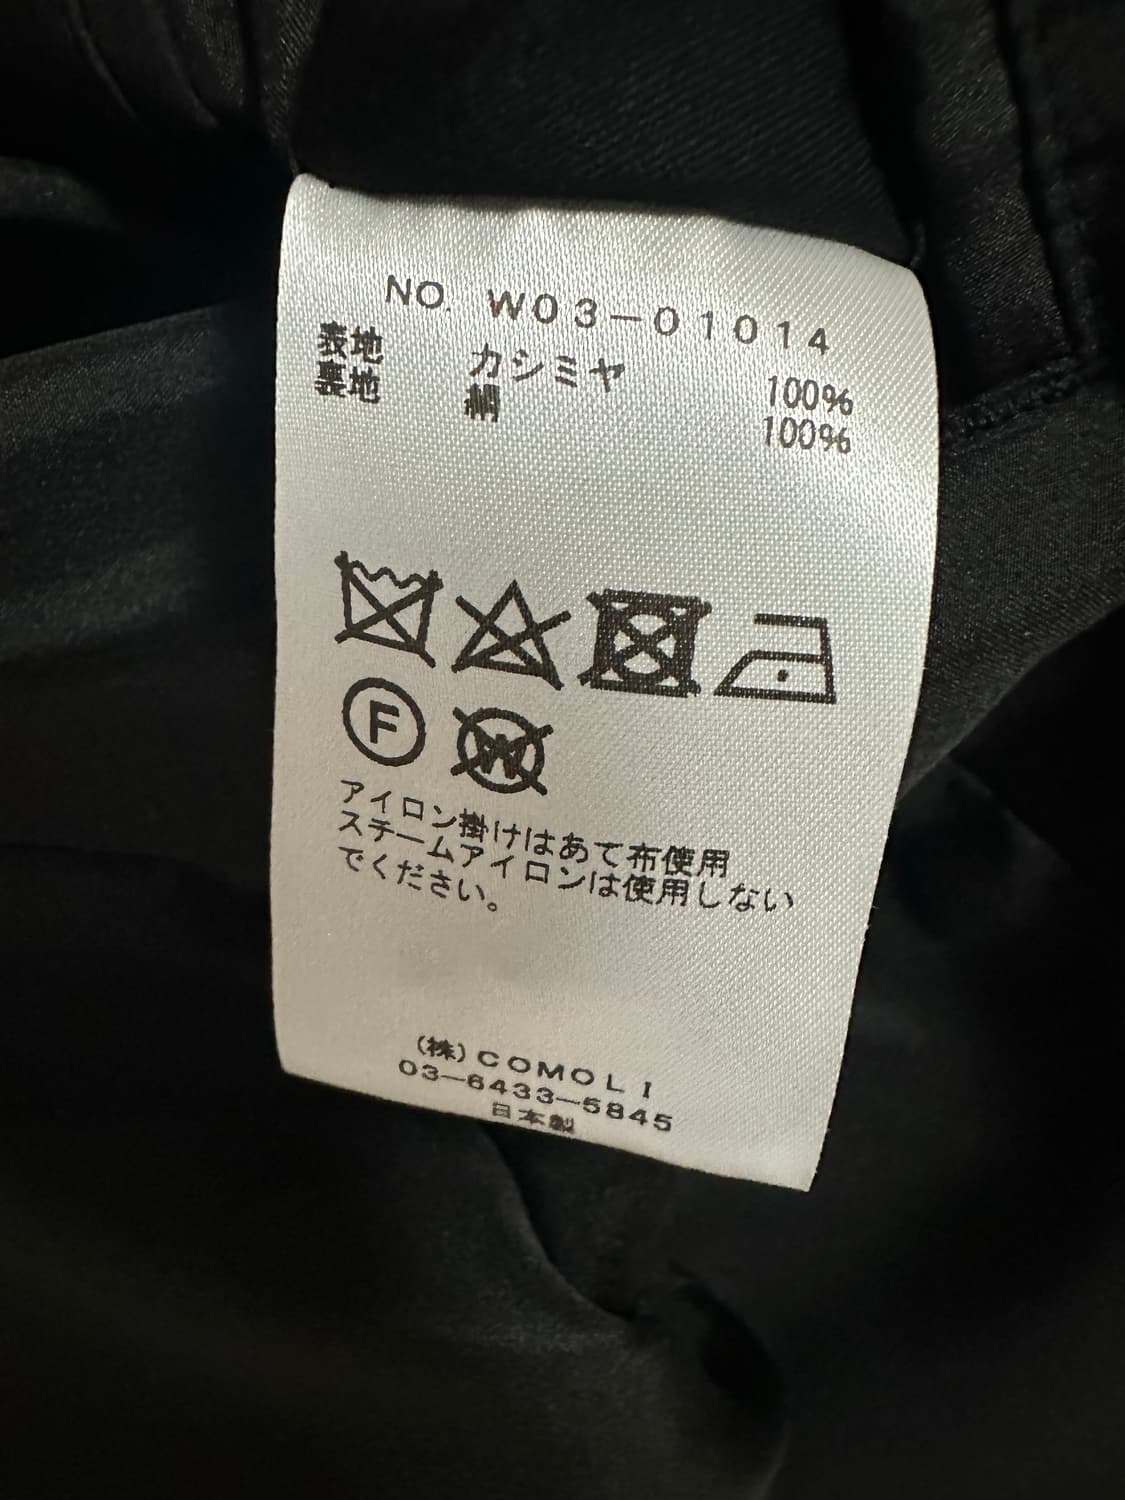 NO. W03-01014
表地 カシミヤ 100%
裏地 絹 100%
F
W
アイロン掛けはあて布使用
スチームアイロンは使用しない
でください。
(株)COMOLI
03-6433-5845
日本製